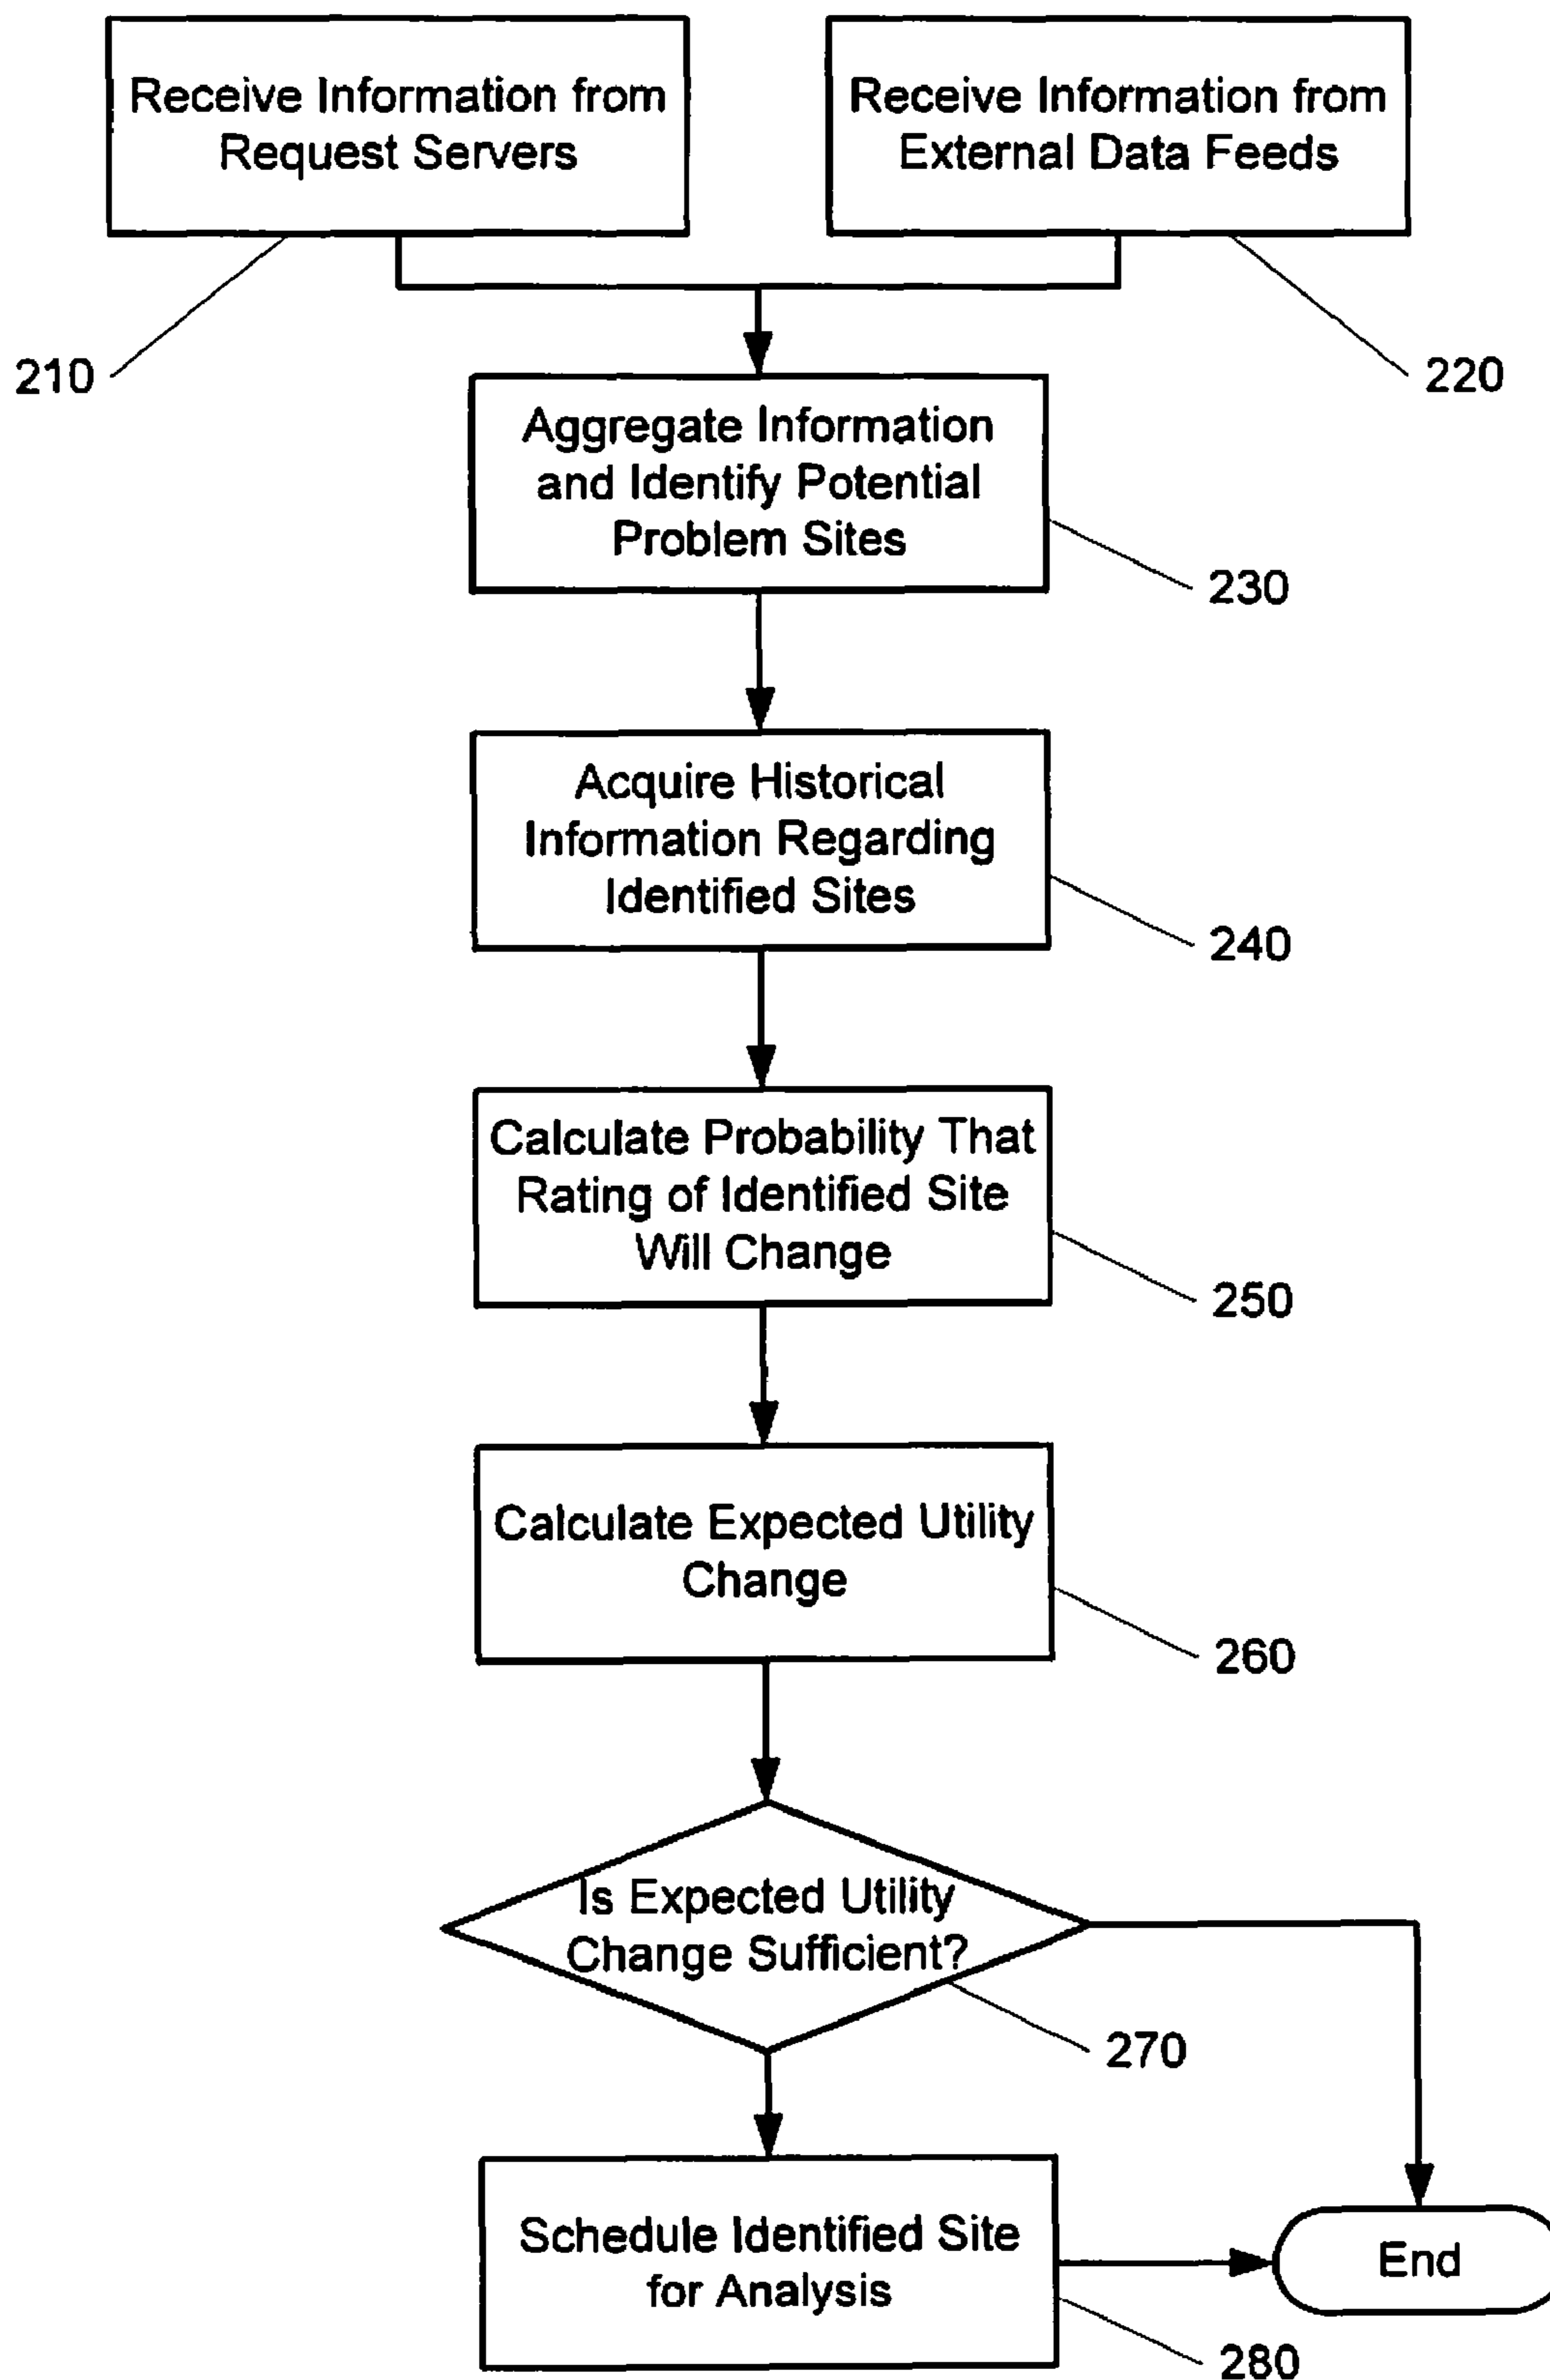 Receive Information from
Request Servers
Receive Information from
External Data Feeds
210
220
Aggregate Information
and Identify Potential
Problem Sites
230
Acquire Historical
Information Regarding
Identified Sites
240
Calculate Probability That
Rating of Identified Site
Will Change
250
Calculate Expected Utility
Change
260
Is Expected Utility
Change Sufficient?
270
Schedule Identified Site
for Analysis
280
End